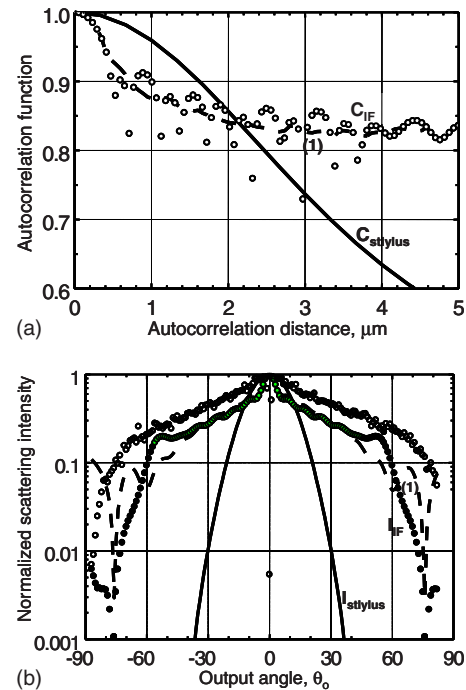 1.0
0.9
0.8
0.7
0.6
Autocorrelation function
C_IF
(1)
C_stlylus
0 1 2 3 4 5
(a) Autocorrelation distance, μm
1
0.1
0.01
0.001
Normalized scattering intensity
(1)
I_IF
I_stlylus
-90 -60 -30 0 30 60 90
(b) Output angle, θ_o